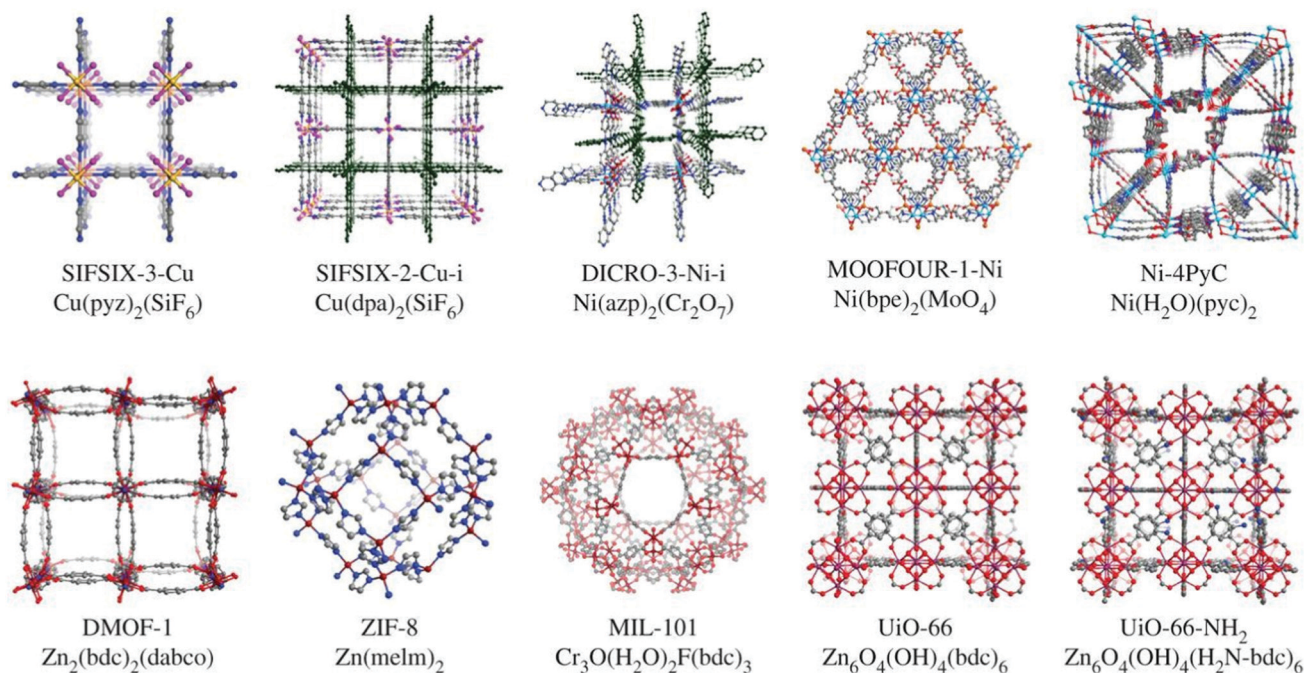 SIFSIX-3-Cu
Cu(pyz)₂(SiF₆)
SIFSIX-2-Cu-i
Cu(dpa)₂(SiF₆)
DICRO-3-Ni-i
Ni(azp)₂(Cr₂O₇)
MOOFOUR-1-Ni
Ni(bpe)₂(MoO₄)
Ni-4PyC
Ni(H₂O)(pyc)₂
DMOF-1
Zn₂(bdc)₂(dabco)
ZIF-8
Zn(melm)₂
MIL-101
Cr₃O(H₂O)₂F(bdc)₃
UiO-66
Zn₆O₄(OH)₄(bdc)₆
UiO-66-NH₂
Zn₆O₄(OH)₄(H₂N-bdc)₆